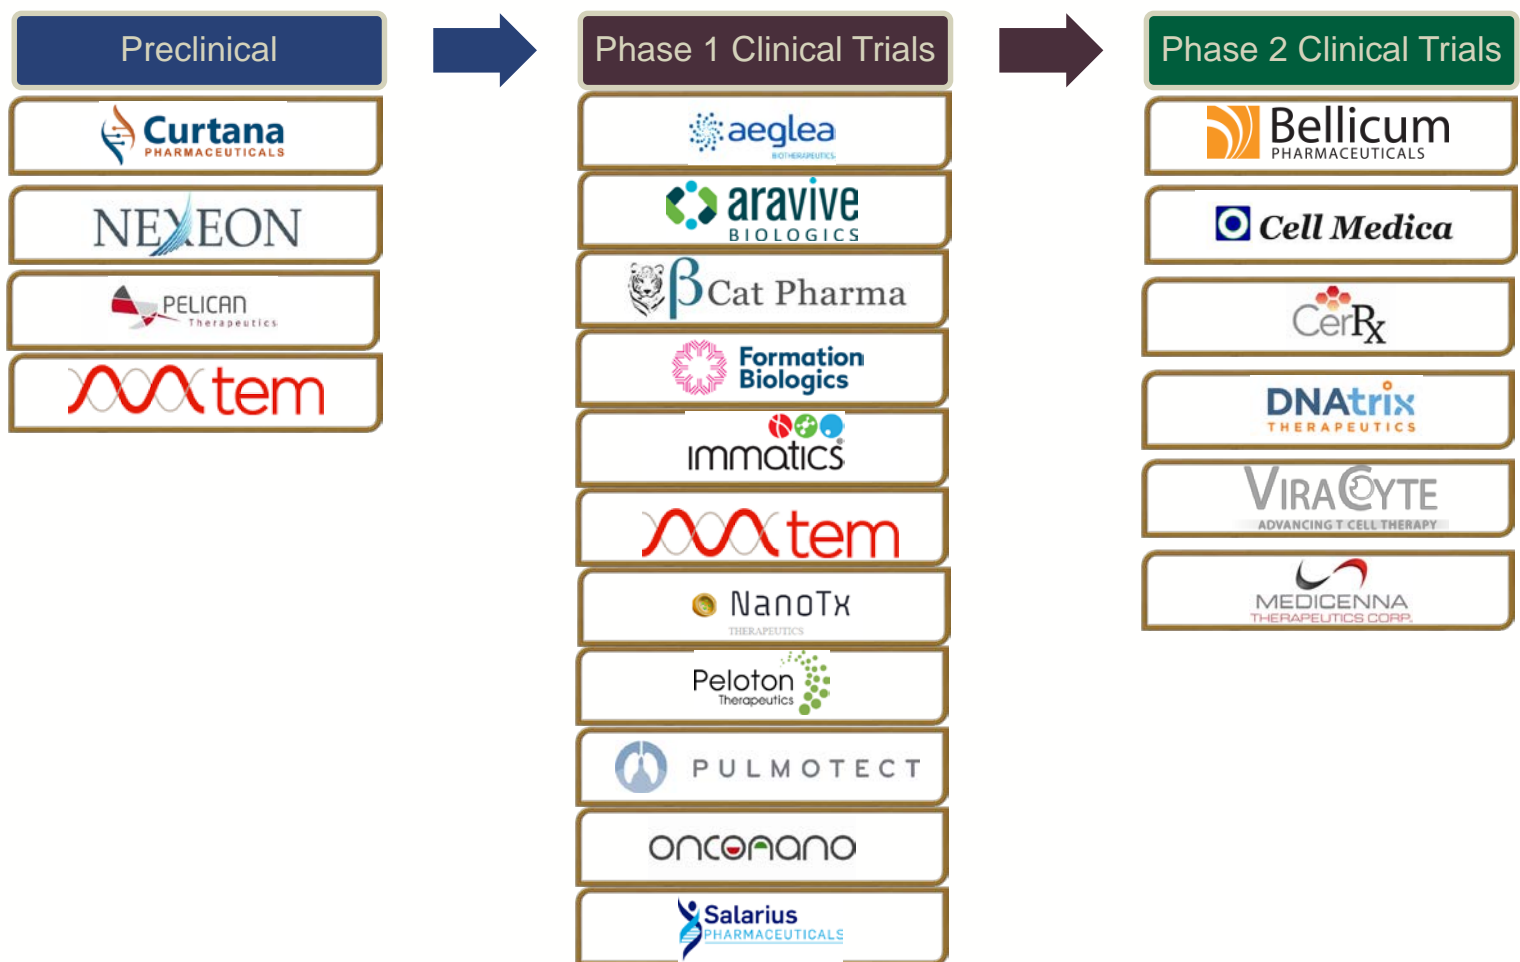 Preclinical
Curtana
PHARMACEUTICALS
NEXEON
PELICAN
Therapeutics
tem
Phase 1 Clinical Trials
aeglea
BIOTHERAPEUTICS
aravive
BIOLOGICS
βCat Pharma
Formation
Biologics
immatics
tem
NanoTx
THERAPEUTICS
Peloton
Therapeutics
PULMOTECT
onconano
Salarius
PHARMACEUTICALS
Phase 2 Clinical Trials
Bellicum
PHARMACEUTICALS
Cell Medica
CerRx
DNAtrix
THERAPEUTICS
VIRACYTE
ADVANCING T CELL THERAPY
MEDICENNA
THERAPEUTICS CORP.